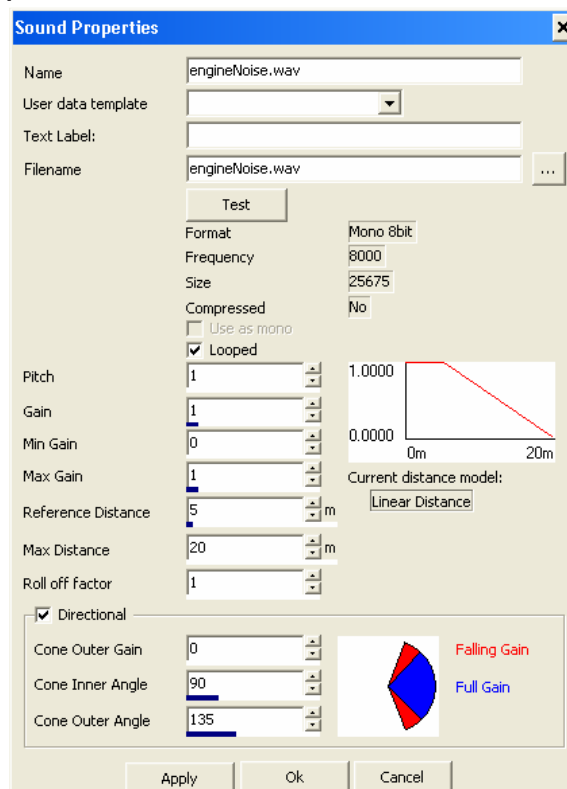 Sound Properties
Name engineNoise.wav
User data template
Text Label:
Filename engineNoise.wav ...
Test
Format Mono 8bit
Frequency 8000
Size 25675
Compressed No
Use as mono
Looped
Pitch 1 1.0000
Gain 1
Min Gain 0 0.0000
0m 20m
Max Gain 1 Current distance model:
Reference Distance 5 m Linear Distance
Max Distance 20 m
Roll off factor 1
Directional
Cone Outer Gain 0 Falling Gain
Cone Inner Angle 90 Full Gain
Cone Outer Angle 135
Apply Ok Cancel